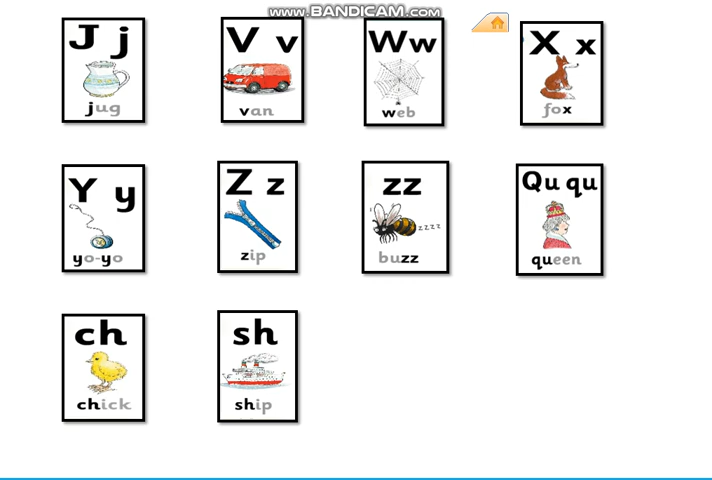 www.BANDICAM.com
J j
jug
V v
van
W w
web
X x
fox
Y y
yo-yo
Z z
zip
zz
zzzz
buzz
Qu qu
queen
ch
chick
sh
ship